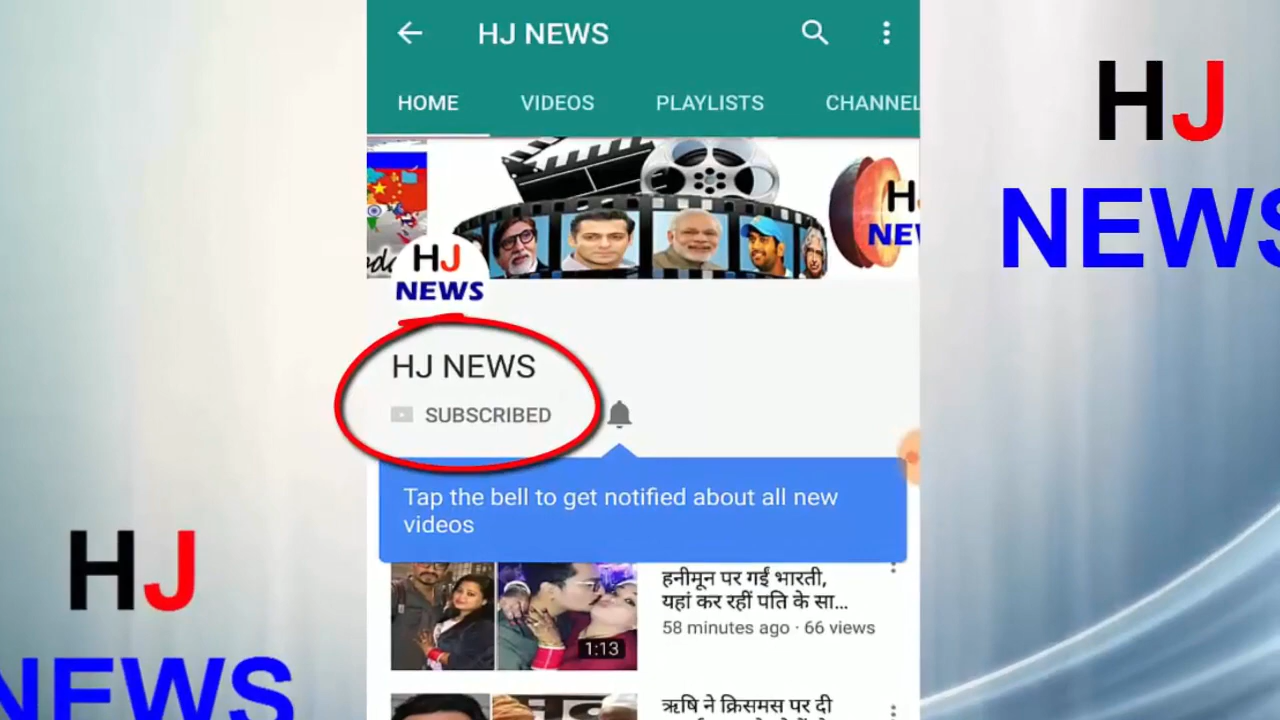 HJ NEWS
HOME VIDEOS PLAYLISTS CHANNEL
HJ
NEWS
HJ
NEWS
HJ NEWS
SUBSCRIBED
Tap the bell to get notified about all new
videos
हनीमून पर गईं भारती,
यहां कर रहीं पति के सा...
58 minutes ago · 66 views
1:13
ऋषि ने क्रिसमस पर दी
HJ
NEWS